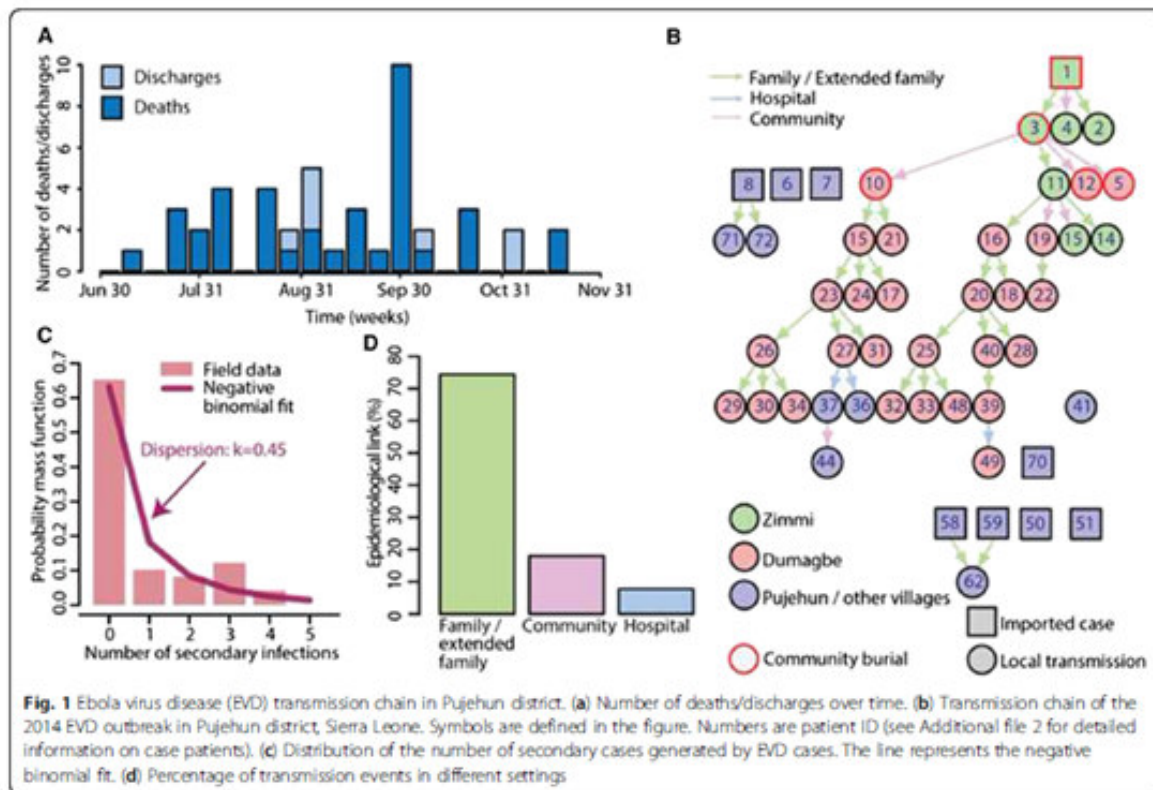 A
Number of deaths/discharges
10
8
6
4
2
0
Discharges
Deaths
Jun 30
Jul 31
Aug 31
Sep 30
Oct 31
Nov 31
Time (weeks)
B
Family / Extended family
Hospital
Community
1
3 4 2
8 6 7 10 11 12 5
71 72 15 21 16 19 15 14
23 24 17 20 18 22
26 27 31 25 40 28
29 30 34 37 36 32 33 48 39 41
44 49 70
58 59 50 51
62
Zimmi
Dumagbe
Pujehun / other villages
Community burial
Imported case
Local transmission
C
Probability mass function
0.7
0.6
0.5
0.4
0.3
0.2
0.1
0.0
Field data
Negative
binomial fit
Dispersion: k=0.45
0 1 2 3 4 5
Number of secondary infections
D
Epidemiological link (%)
80
70
60
50
40
30
20
10
0
Family /
extended
family
Community
Hospital
Fig. 1 Ebola virus disease (EVD) transmission chain in Pujehun district. (a) Number of deaths/discharges over time. (b) Transmission chain of the
2014 EVD outbreak in Pujehun district, Sierra Leone. Symbols are defined in the figure. Numbers are patient ID (see Additional file 2 for detailed
information on case patients). (c) Distribution of the number of secondary cases generated by EVD cases. The line represents the negative
binomial fit. (d) Percentage of transmission events in different settings